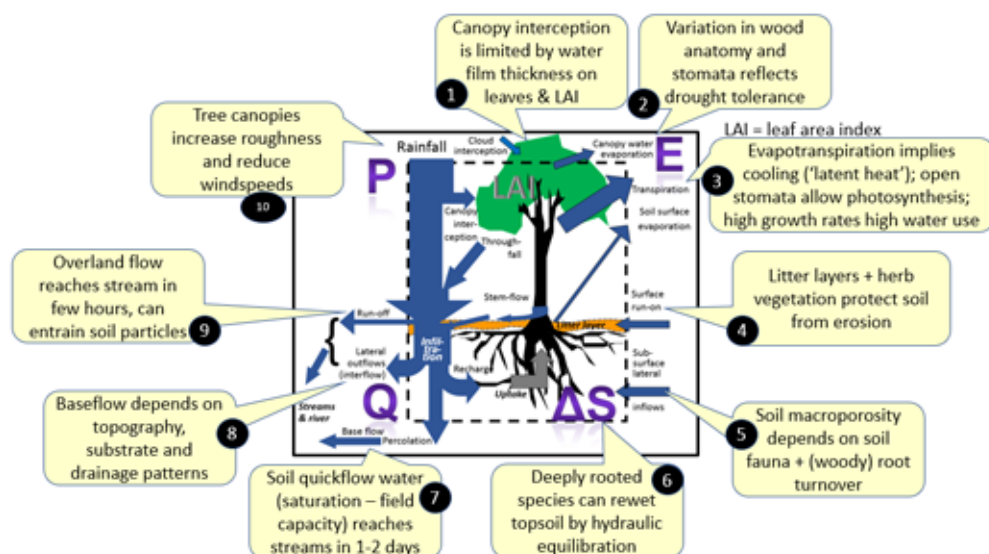 Canopy interception
is limited by water
film thickness on
leaves & LAI
1
Variation in wood
anatomy and
stomata reflects
drought tolerance
2
LAI = leaf area index
Tree canopies
increase roughness
and reduce
windspeeds
10
Evapotranspiration implies
cooling ('latent heat'); open
stomata allow photosynthesis;
high growth rates high water use
3
P
Rainfall
Cloud
interception
Canopy water
evaporation
E
LAI
Transpiration
Soil surface
evaporation
Canopy
inter-
ception
Through-
fall
Overland flow
reaches stream in
few hours, can
entrain soil particles
9
Stem-flow
Surface
run-on
Litter layers + herb
vegetation protect soil
from erosion
4
Run-off
Litter layer
Infil-
tra-
tion
Lateral
outflows
(interflow)
Recharge
Uptake
Sub-
surface
lateral
inflows
Streams
& river
Q
ΔS
Base flow
Percolation
Baseflow depends on
topography,
substrate and
drainage patterns
8
Soil macroporosity
depends on soil
fauna + (woody) root
turnover
5
Soil quickflow water
(saturation – field
capacity) reaches
streams in 1-2 days
7
Deeply rooted
species can rewet
topsoil by hydraulic
equilibration
6